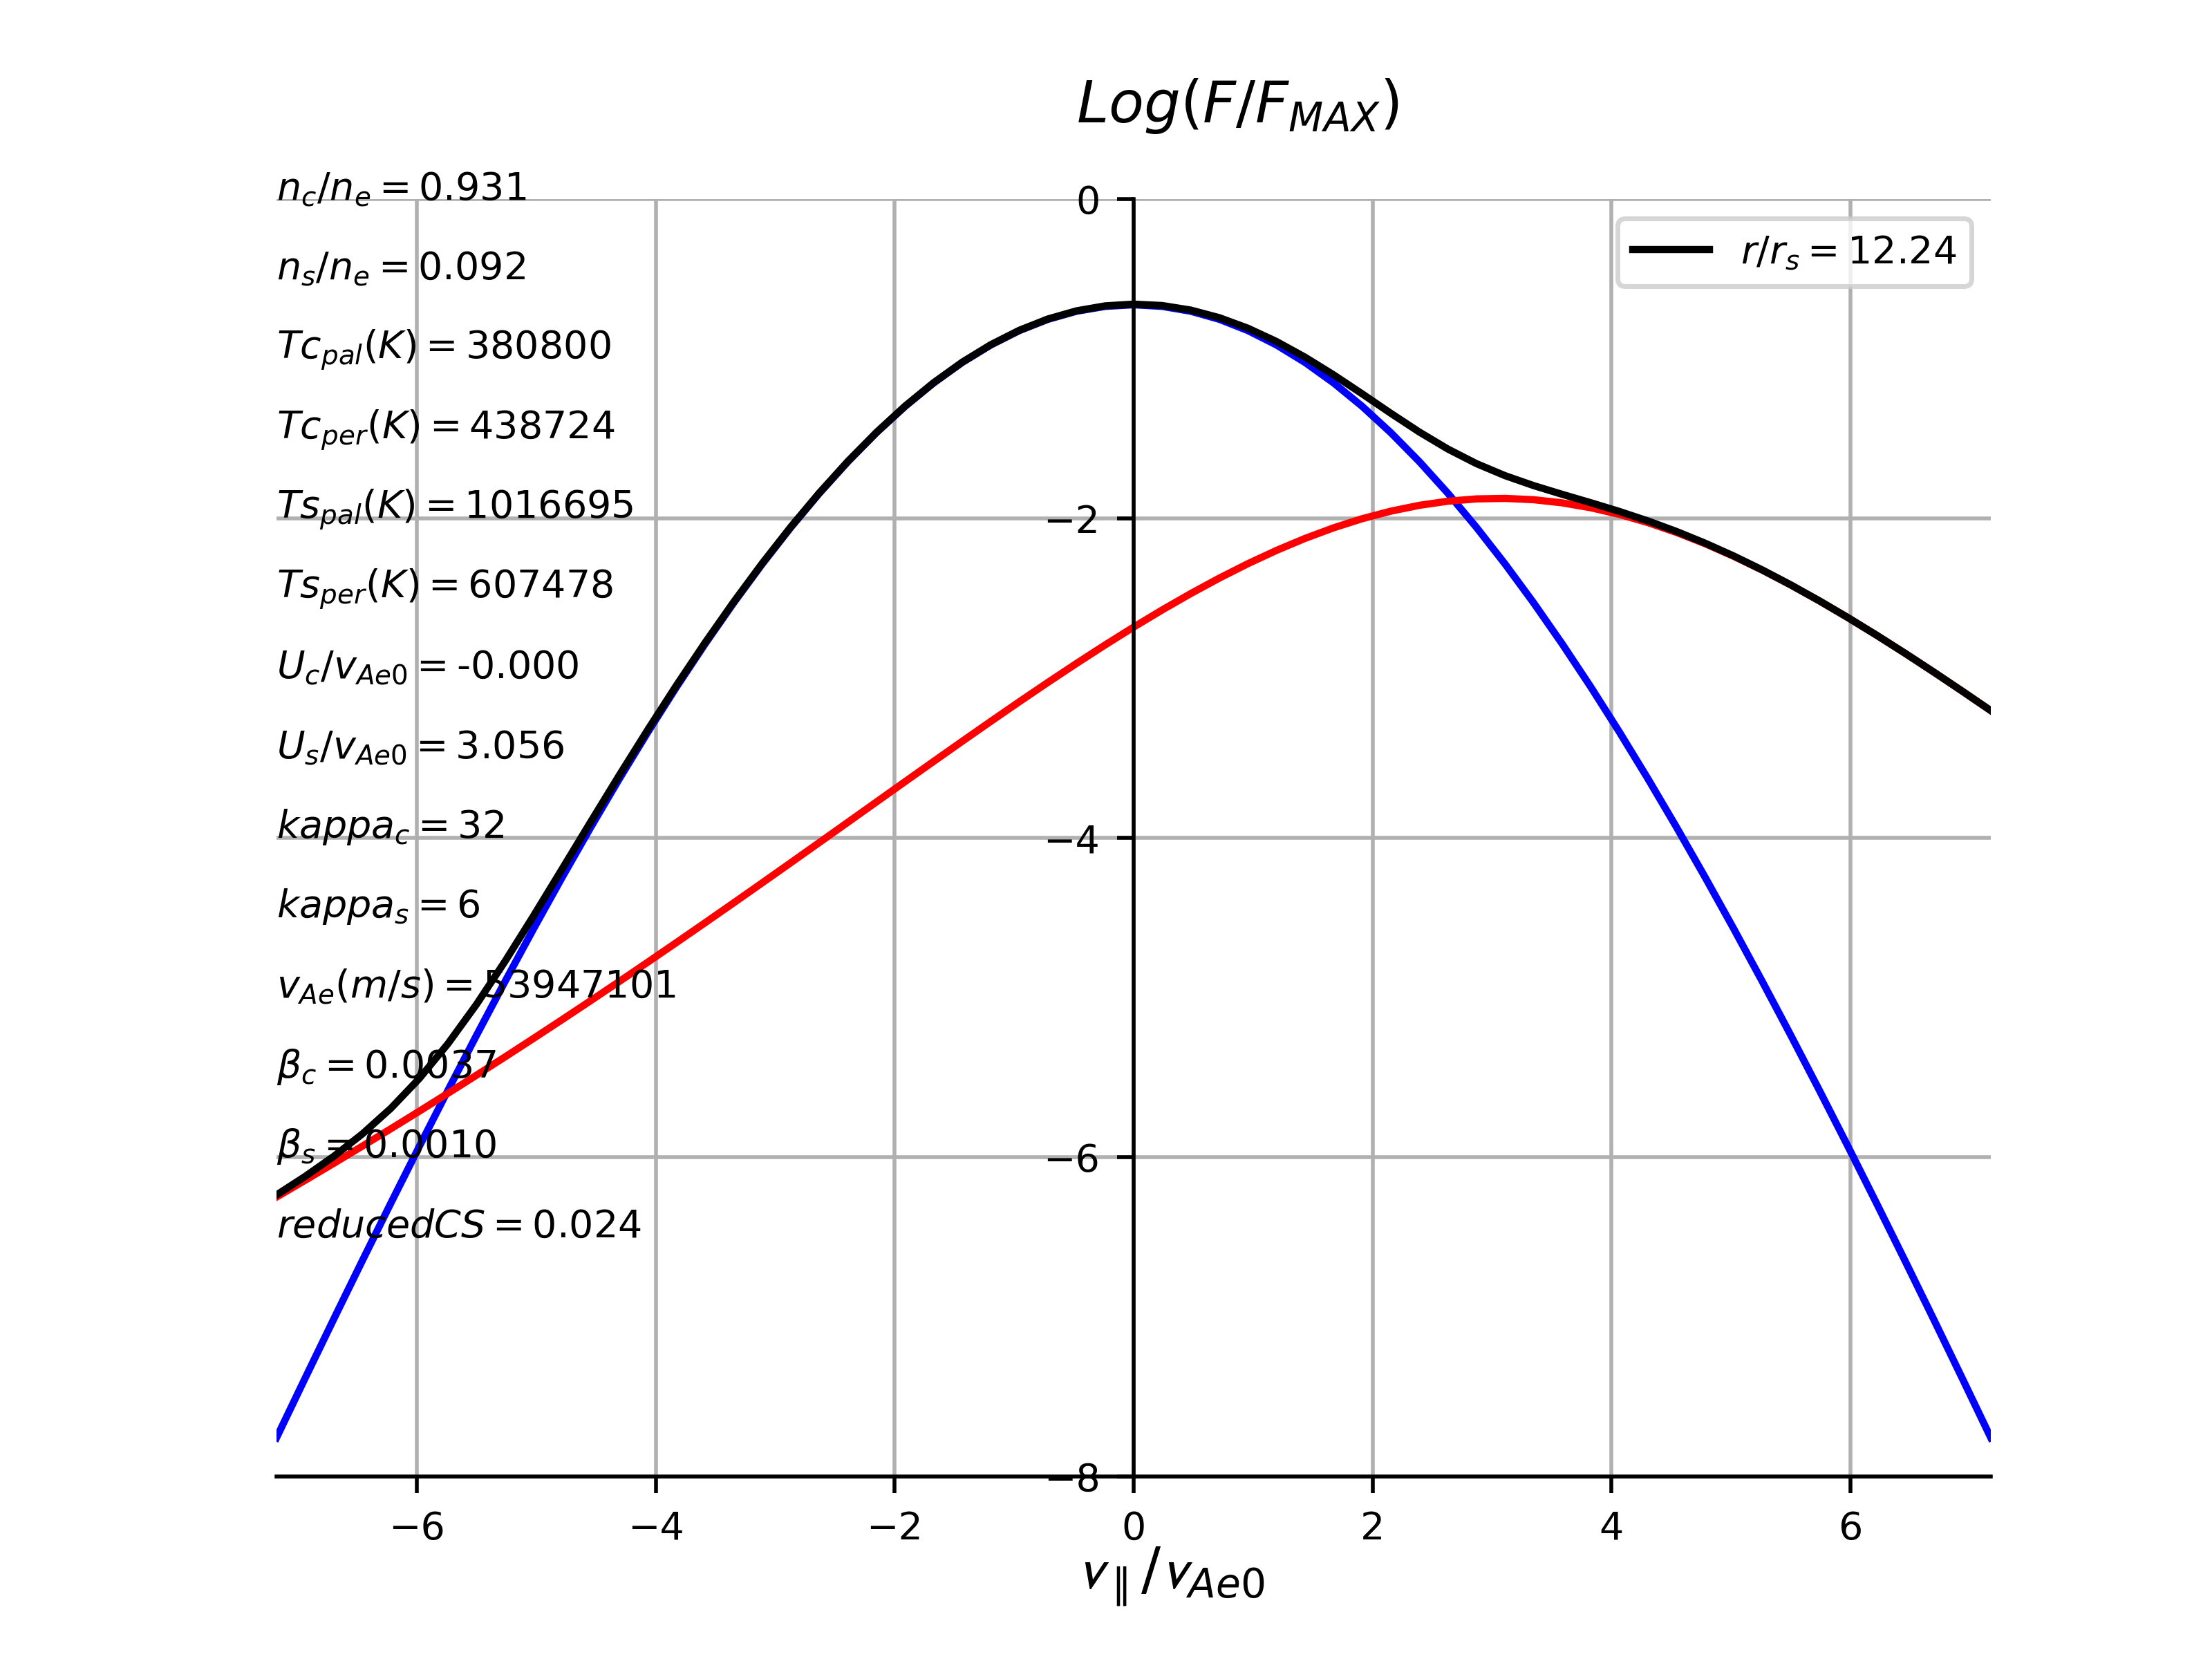 Log(F/F_MAX)
n_c/n_e = 0.931
0
r/r_s = 12.24
n_s/n_e = 0.092
Tc_pal(K) = 380800
Tc_per(K) = 438724
Ts_pal(K) = 1016695
−2
Ts_per(K) = 607478
U_c/v_Ae0 = -0.000
U_s/v_Ae0 = 3.056
kappa_c = 32
−4
kappa_s = 6
v_Ae(m/s) = 53947101
β_c = 0.0037
β_s = 0.0010
−6
reducedCS = 0.024
−8
−6 −4 −2 0 2 4 6
v_∥/v_Ae0